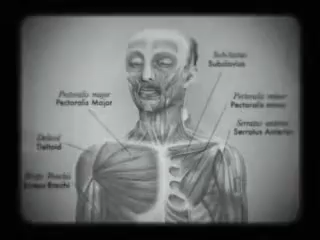 Subclavius
Subclavius
Pectoralis major
Pectoralis Major
Pectoralis minor
Pectoralis minor
Serratus anterior
Serratus Anterior
Deltoid
Deltoid
Biceps Brachii
Biceps Brachii